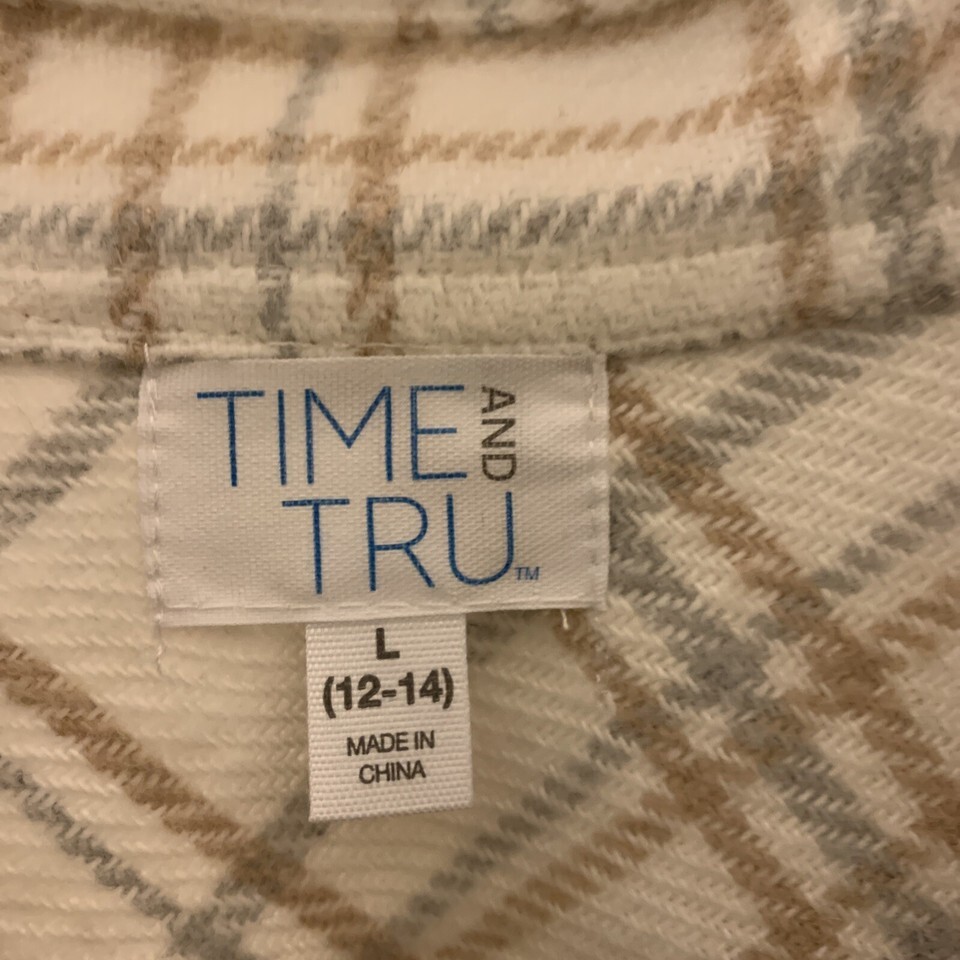 TIME AND
TRU™
L
(12-14)
MADE IN
CHINA